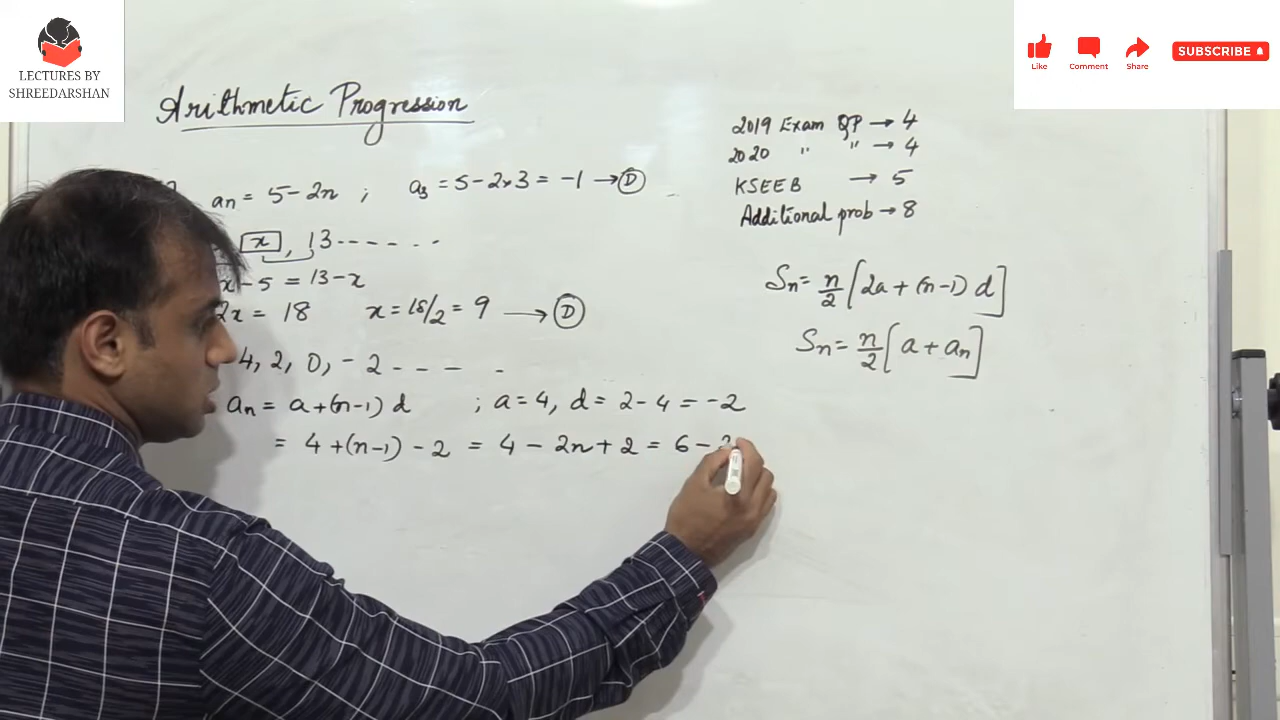 LECTURES BY
SHREEDARSHAN
Like
Comment
Share
SUBSCRIBE
Arithmetic Progression
aₙ = 5 - 2n ; a₃ = 5 - 2×3 = -1 → D
x , 13 - - - - - -
x - 5 = 13 - x
2x = 18 x = 18/2 = 9 → D
4, 2, 0, -2 - - - -
aₙ = a + (n-1) d ; a = 4, d = 2 - 4 = -2
= 4 + (n-1) - 2 = 4 - 2n + 2 = 6 - 2
2019 Exam QP → 4
2020 " " → 4
KSEEB → 5
Additional prob → 8
Sₙ = n/2 [2a + (n-1) d]
Sₙ = n/2 [a + aₙ]